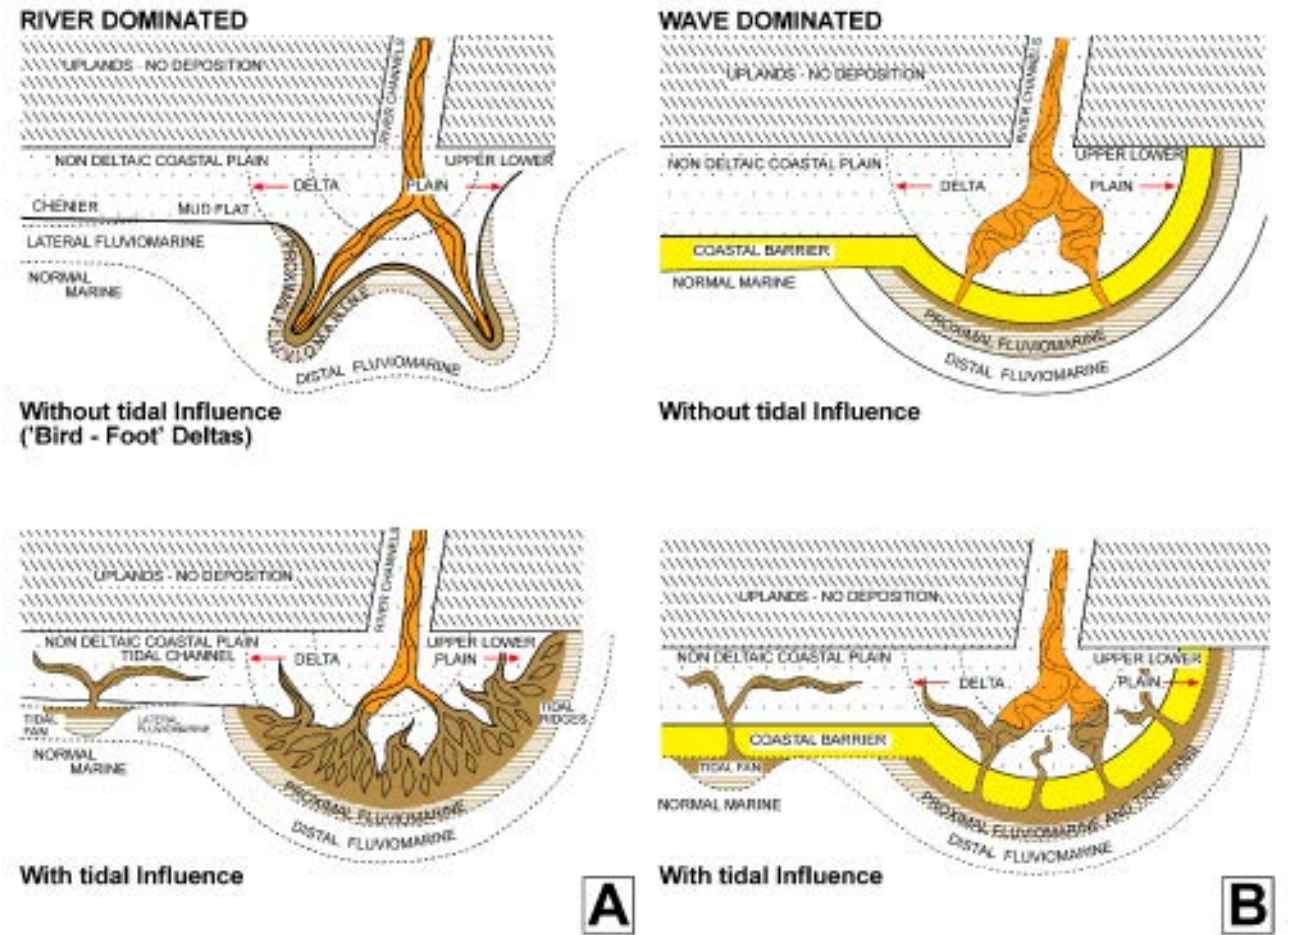 RIVER DOMINATED
UPLANDS - NO DEPOSITION
RIVER CHANNELS
NON DELTAIC COASTAL PLAIN
UPPER LOWER
DELTA PLAIN
CHENIER
MUD FLAT
LATERAL FLUVIOMARINE
NORMAL
MARINE
PROXIMAL FLUVIOMARINE
DISTAL FLUVIOMARINE
Without tidal Influence
('Bird - Foot' Deltas)
WAVE DOMINATED
UPLANDS - NO DEPOSITION
RIVER CHANNELS
NON DELTAIC COASTAL PLAIN
UPPER LOWER
DELTA PLAIN
COASTAL BARRIER
NORMAL MARINE
PROXIMAL FLUVIOMARINE
DISTAL FLUVIOMARINE
Without tidal Influence
UPLANDS - NO DEPOSITION
RIVER CHANNELS
NON DELTAIC COASTAL PLAIN
TIDAL CHANNEL
UPPER LOWER
DELTA PLAIN
TIDAL
FAN
LATERAL
FLUVIOMARINE
TIDAL
RIDGES
NORMAL
MARINE
PROXIMAL FLUVIOMARINE
DISTAL FLUVIOMARINE
With tidal Influence
A
UPLANDS - NO DEPOSITION
NON DELTAIC COASTAL PLAIN
UPPER LOWER
DELTA PLAIN
COASTAL BARRIER
TIDAL FAN
NORMAL MARINE
PROXIMAL FLUVIOMARINE AND TIDAL FANS
DISTAL FLUVIOMARINE
With tidal Influence
B